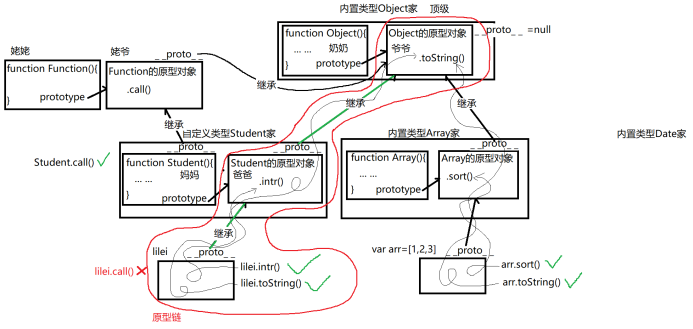 内置类型Object家 顶级
姥姥
function Function(){
}
prototype
姥爷
__proto__
Function的原型对象
.call()
function Object(){
... ... 奶奶
prototype
Object的原型对象
爷爷
.toString()
__proto__ =null
继承
继承
继承
继承
自定义类型Student家
内置类型Array家
内置类型Date家
Student.call()
function Student(){
... ... 妈妈
}
prototype
__proto__
Student的原型对象
爸爸
.intr()
function Array(){
... ...
}
prototype
__proto__
Array的原型对象
.sort()
继承
lilei
__proto__
lilei.call()
lilei.intr()
lilei.toString()
原型链
var arr=[1,2,3]
__proto__
arr.sort()
arr.toString()